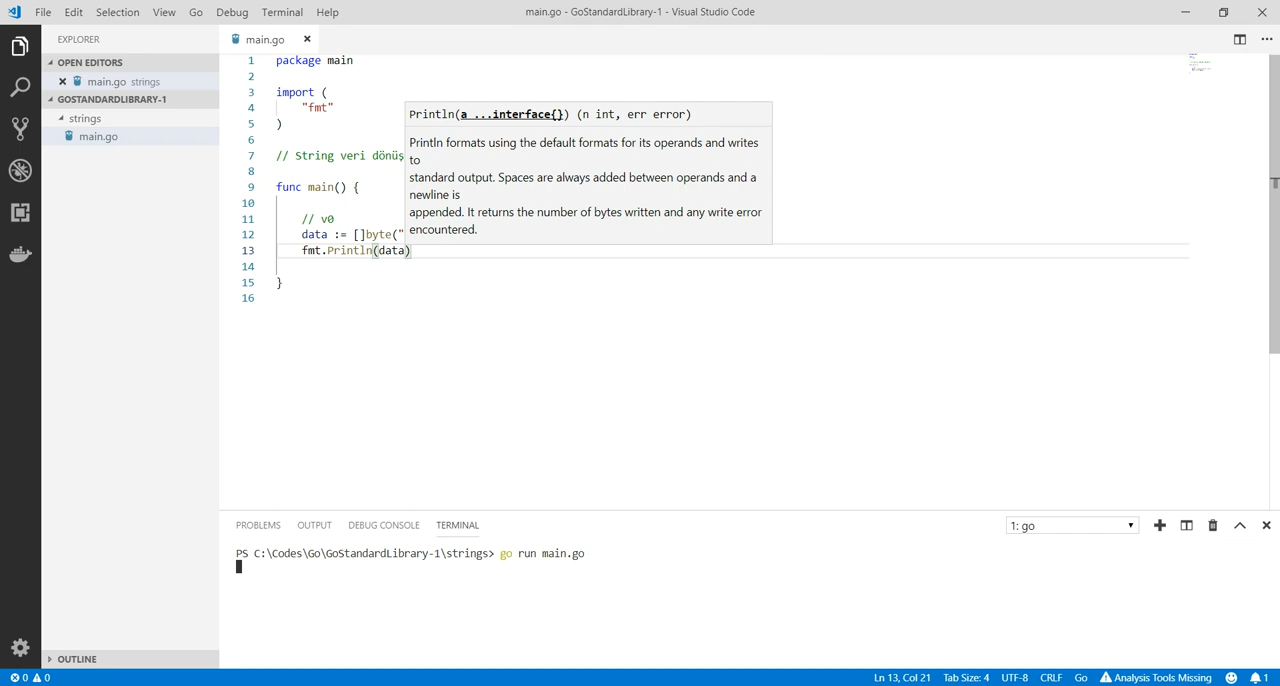 File Edit Selection View Go Debug Terminal Help
main.go - GoStandardLibrary-1 - Visual Studio Code
EXPLORER
OPEN EDITORS
main.go strings
GOSTANDARDLIBRARY-1
strings
main.go
OUTLINE
main.go
1 package main
2
3 import (
4 "fmt"
5 )
6
7 // String veri dönüş
8
9 func main() {
10
11 // v0
12 data := []byte("
13 fmt.Println(data)
14
15 }
16
Println(a ...interface{}) (n int, err error)
Println formats using the default formats for its operands and writes
to
standard output. Spaces are always added between operands and a
newline is
appended. It returns the number of bytes written and any write error
encountered.
PROBLEMS OUTPUT DEBUG CONSOLE TERMINAL
1: go
PS C:\Codes\Go\GoStandardLibrary-1\strings> go run main.go
0 0
Ln 13, Col 21 Tab Size: 4 UTF-8 CRLF Go Analysis Tools Missing 1